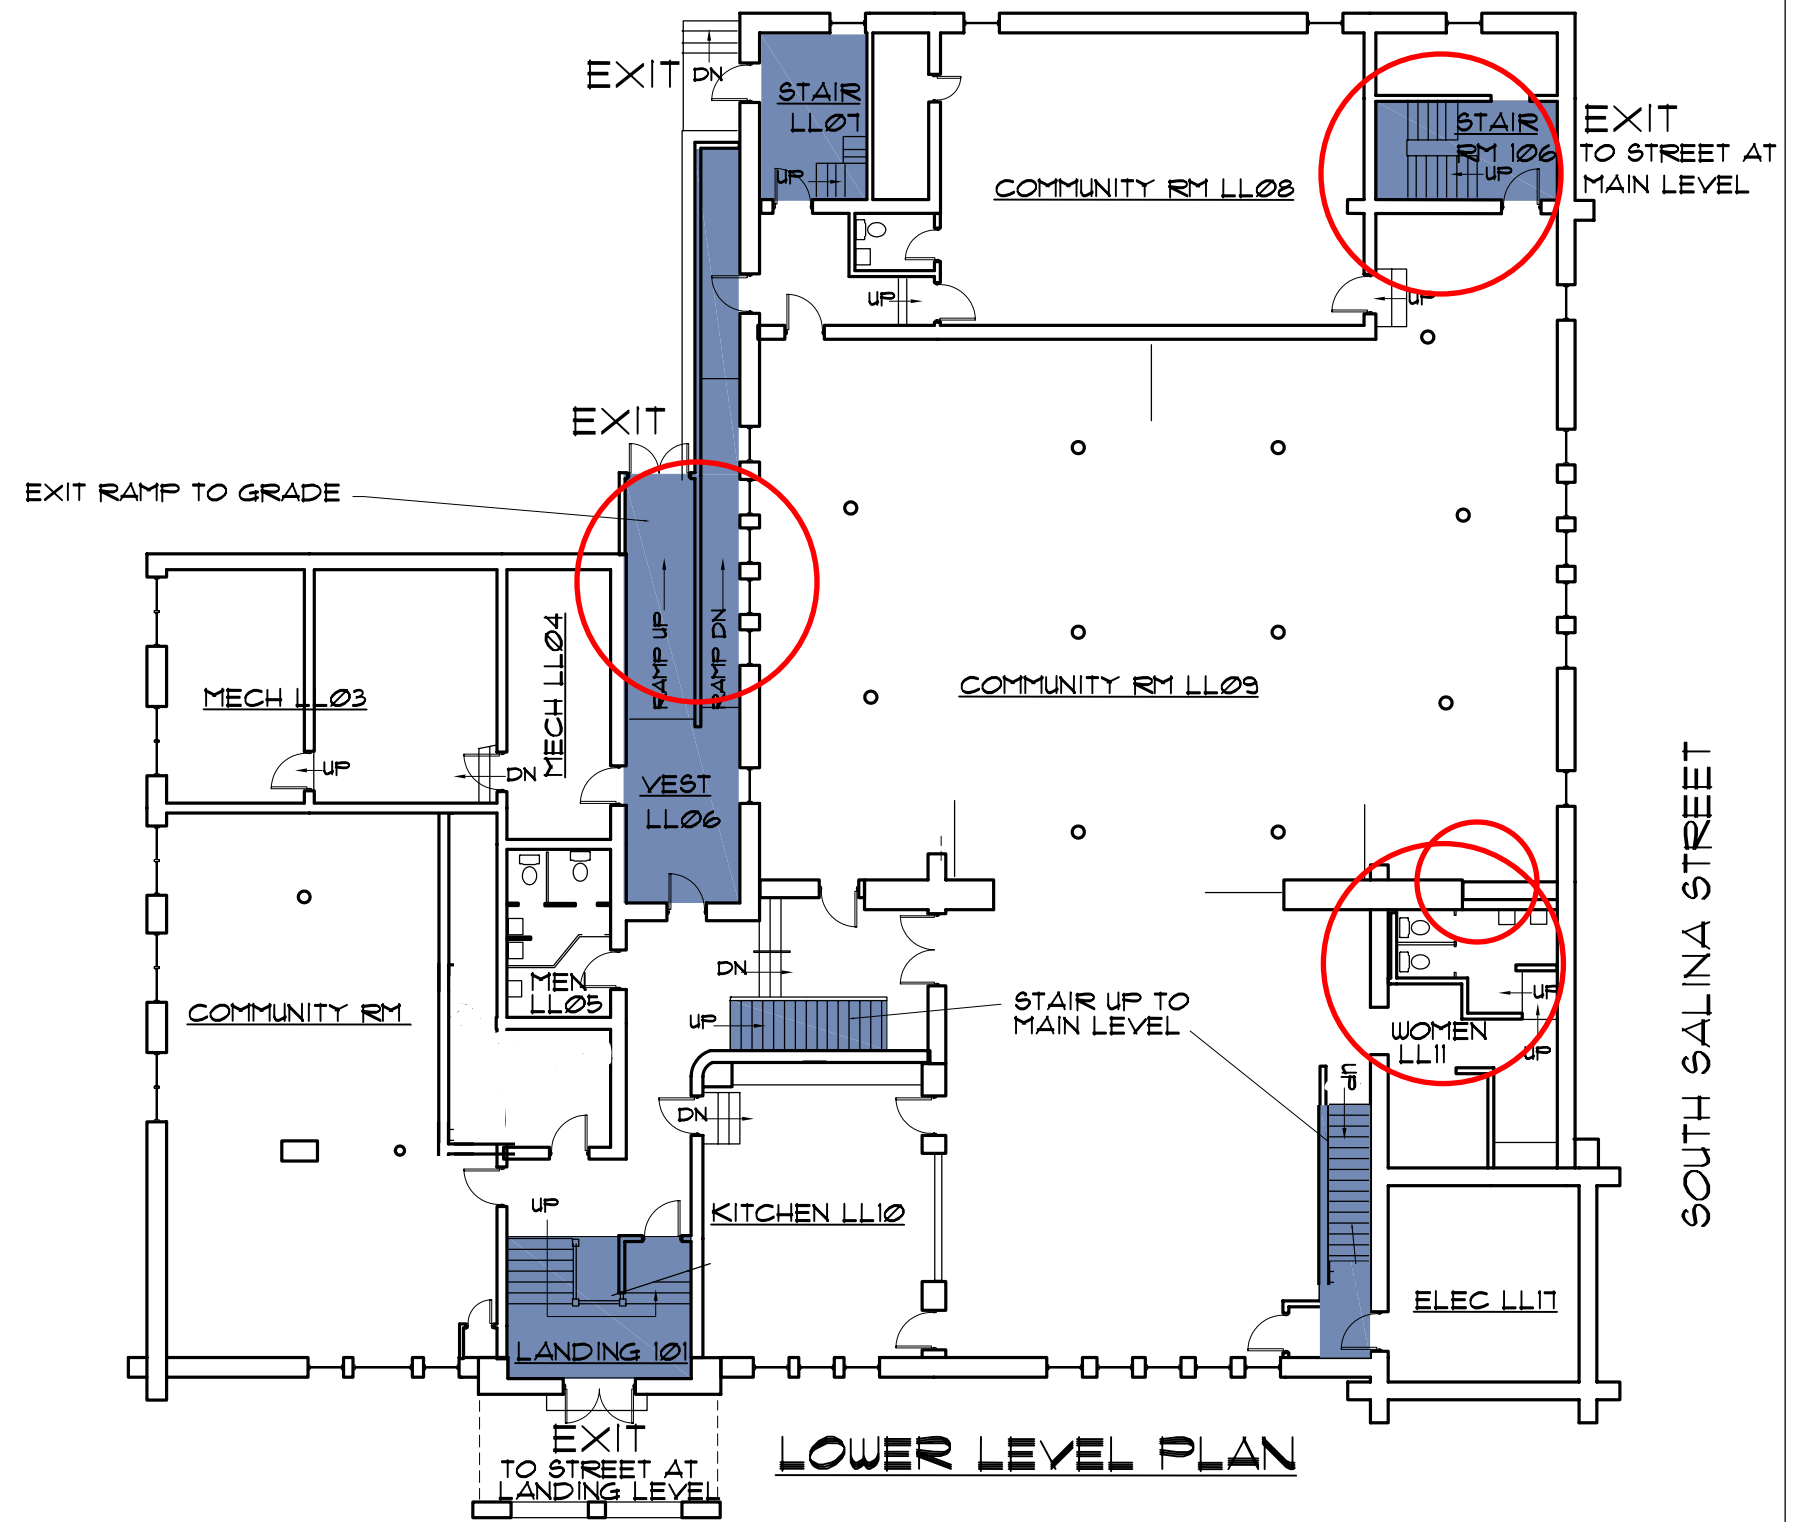 EXIT
DN
STAIR
LL07
UP
COMMUNITY RM LL08
STAIR
RM 106
UP
EXIT
TO STREET AT
MAIN LEVEL
UP
UP
EXIT
EXIT RAMP TO GRADE
RAMP UP
RAMP DN
MECH LL03
MECH LL04
UP
DN
VEST
LL06
COMMUNITY RM LL09
SOUTH SALINA STREET
COMMUNITY RM
MEN
LL05
DN
UP
STAIR UP TO
MAIN LEVEL
UP
WOMEN
LL11
UP
UP
DN
UP
KITCHEN LL10
ELEC LL17
LANDING 101
EXIT
TO STREET AT
LANDING LEVEL
LOWER LEVEL PLAN